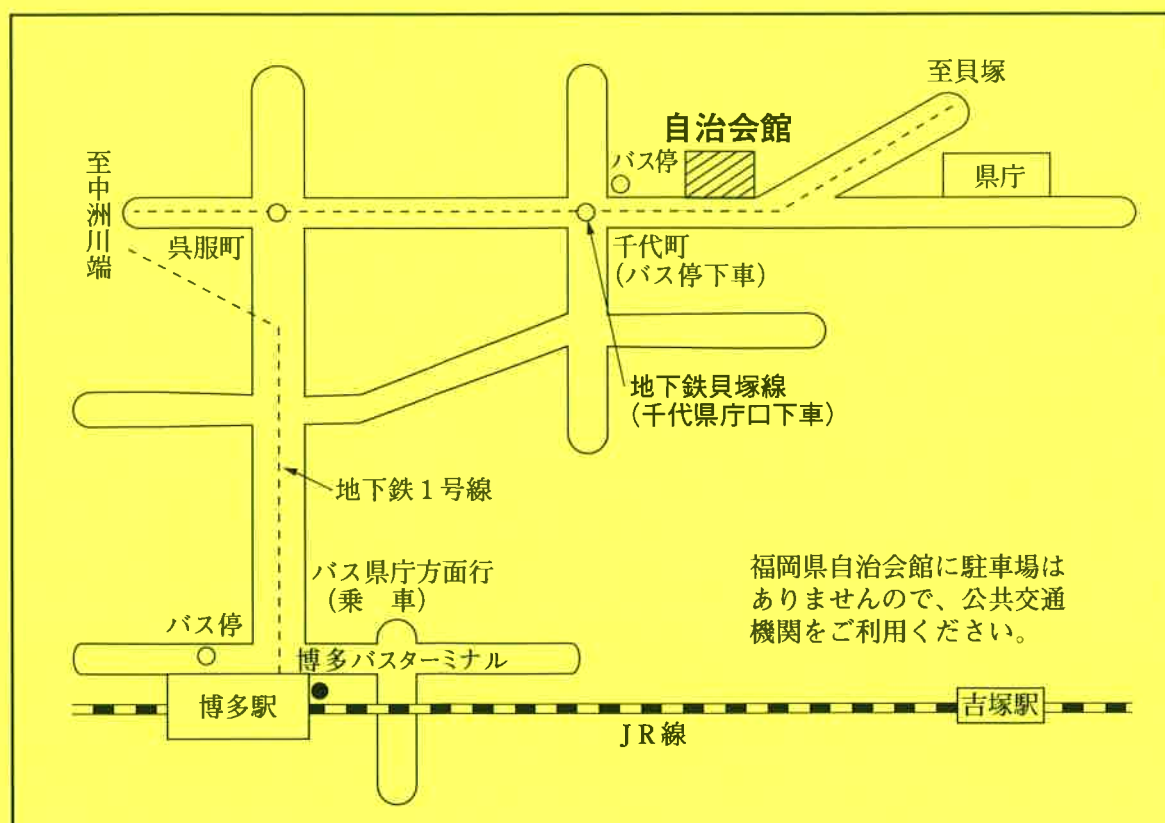 至貝塚
自治会館
バス停
県庁
至中洲川端
呉服町
千代町
(バス停下車)
地下鉄貝塚線
(千代県庁口下車)
地下鉄1号線
バス県庁方面行
(乗　車)
福岡県自治会館に駐車場は
ありませんので、公共交通
機関をご利用ください。
バス停
博多バスターミナル
博多駅
吉塚駅
JR線